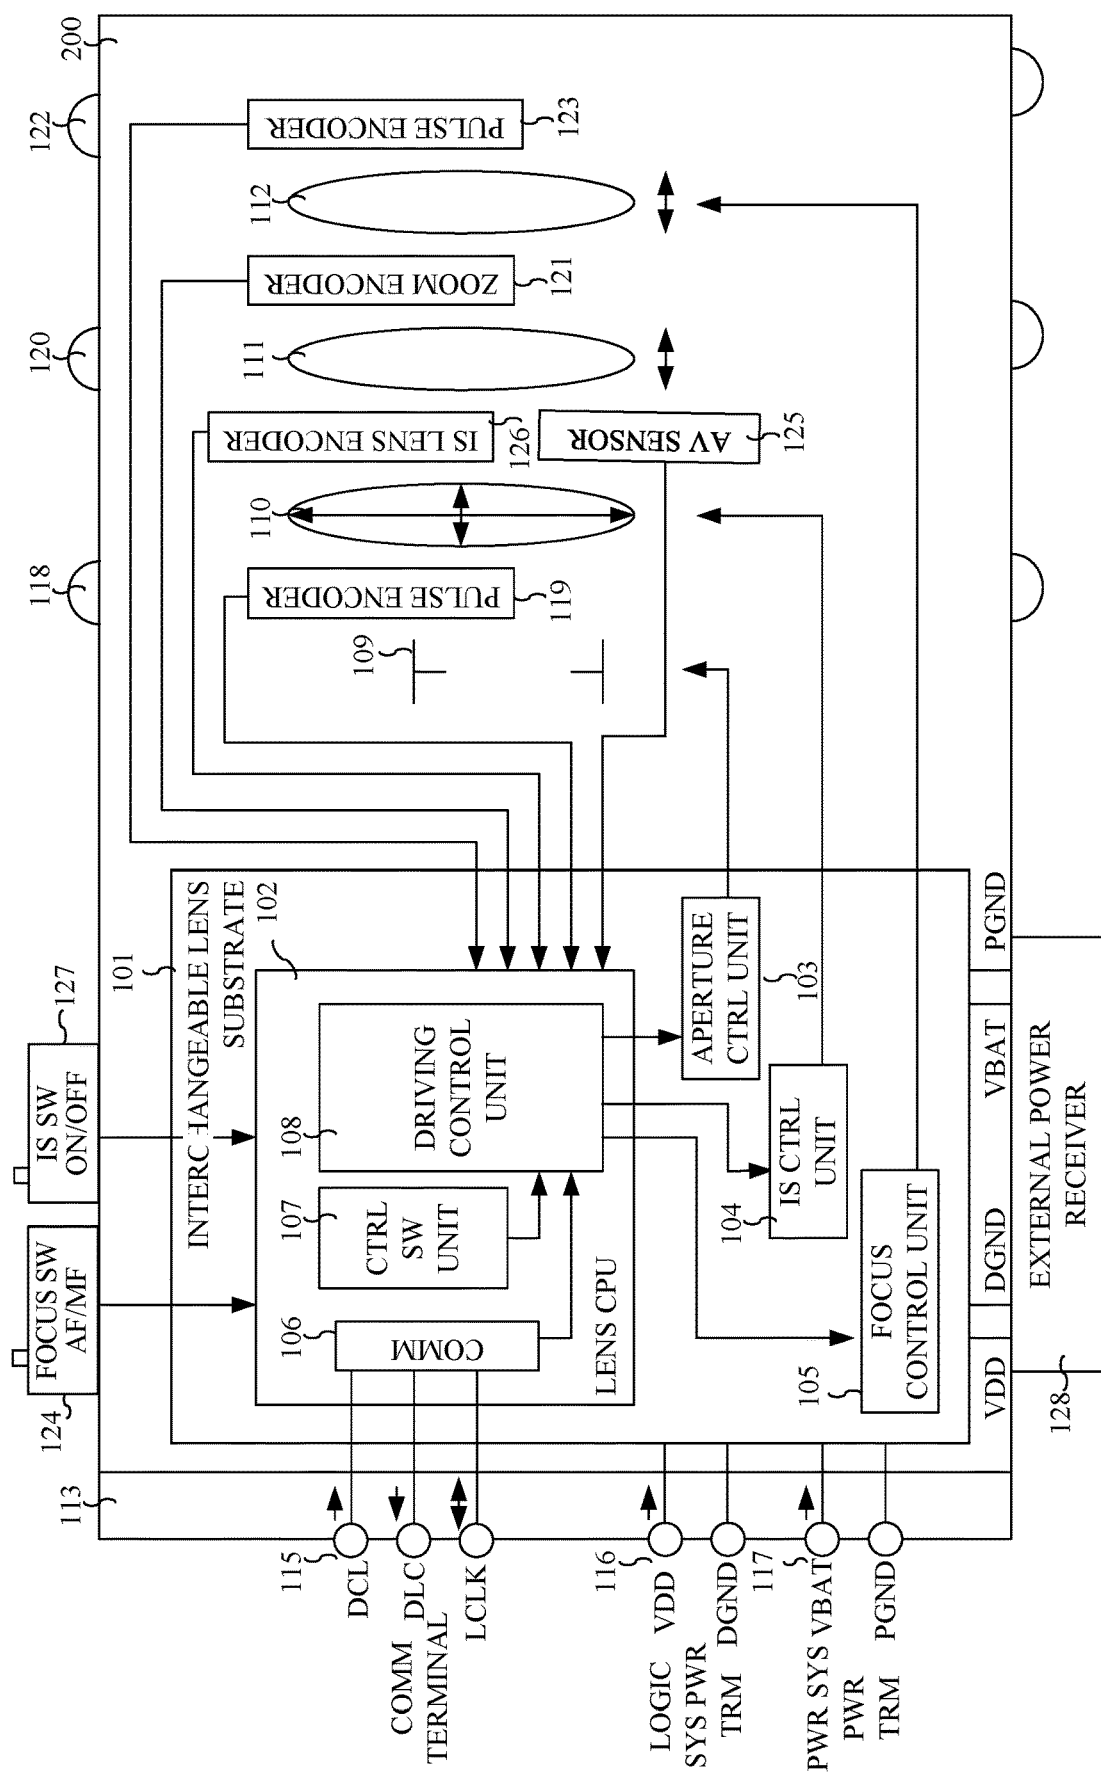 200
122
120
118
127
IS SW
ON/OFF
124
FOCUS SW
AF/MF
101
INTERCHANGEABLE LENS
SUBSTRATE
102
113
PULSE ENCODER
123
112
ZOOM ENCODER
121
111
IS LENS ENCODER
126
AV SENSOR
125
110
PULSE ENCODER
119
109
108
DRIVING
CONTROL
UNIT
107
CTRL
SW
UNIT
106
COMM
LENS CPU
APERTURE
CTRL UNIT
103
IS CTRL
UNIT
104
FOCUS
CONTROL UNIT
105
115
DCL
DLC
LCLK
COMM
TERMINAL
116
VDD
DGND
LOGIC
SYS PWR
TRM
117
VBAT
PGND
PWR SYS
PWR
TRM
VDD
DGND
VBAT
PGND
EXTERNAL POWER
RECEIVER
128